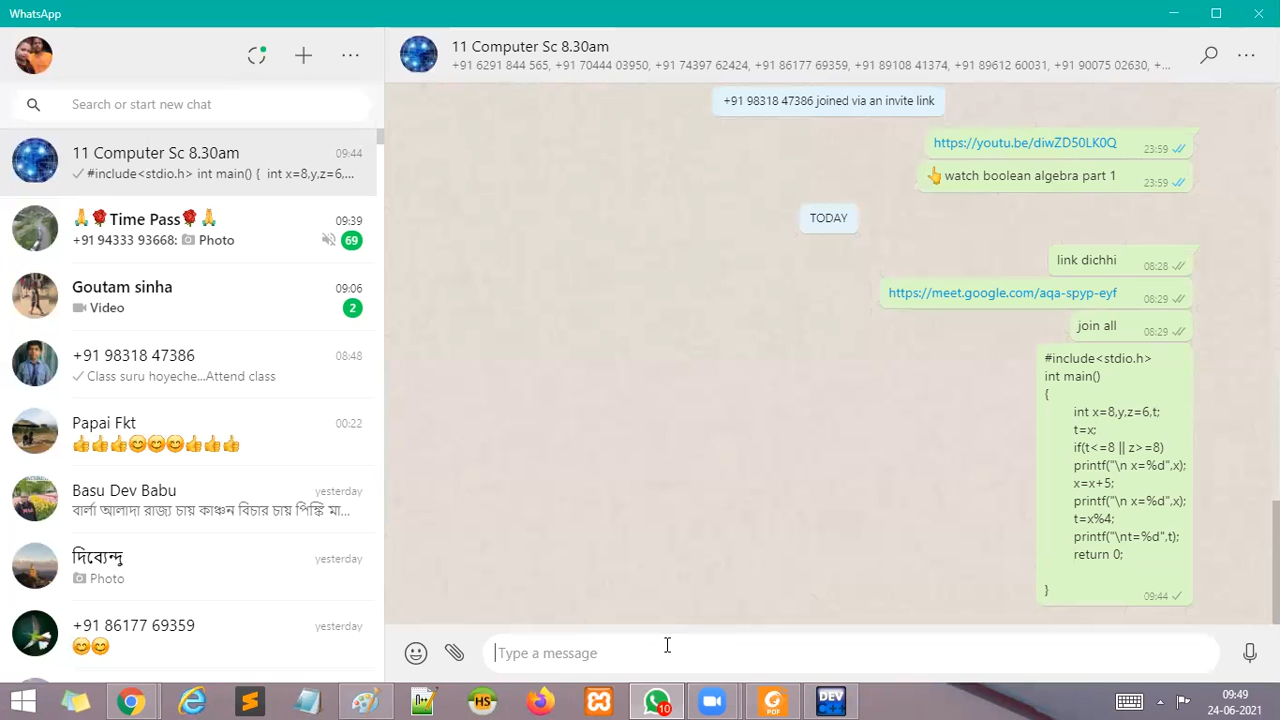 WhatsApp
Search or start new chat
11 Computer Sc 8.30am
09:44
#include<stdio.h> int main() { int x=8,y,z=6,...
🙏🌹Time Pass🌹🙏
09:39
+91 94333 93668: Photo
69
Goutam sinha
09:06
Video
2
+91 98318 47386
08:48
Class suru hoyeche...Attend class
Papai Fkt
00:22
👍👍👍😊😊😊👍👍👍
Basu Dev Babu
yesterday
বার্লা আলাদা রাজ্য চায় কাঞ্চন বিচার চায় পিঙ্কি মা...
দিব্যেন্দু
yesterday
Photo
+91 86177 69359
yesterday
😊😊
11 Computer Sc 8.30am
+91 6291 844 565, +91 70444 03950, +91 74397 62424, +91 86177 69359, +91 89108 41374, +91 89612 60031, +91 90075 02630, +...
+91 98318 47386 joined via an invite link
https://youtu.be/diwZD50LK0Q
23:59
👆watch boolean algebra part 1
23:59
TODAY
link dichhi
08:28
https://meet.google.com/aqa-spyp-eyf
08:29
join all
08:29
#include<stdio.h>
int main()
{
int x=8,y,z=6,t;
t=x;
if(t<=8 || z>=8)
printf("\n x=%d",x);
x=x+5;
printf("\n x=%d",x);
t=x%4;
printf("\nt=%d",t);
return 0;
}
09:44
Type a message
HS
10
PDF
DEV
C++
09:49
24-06-2021